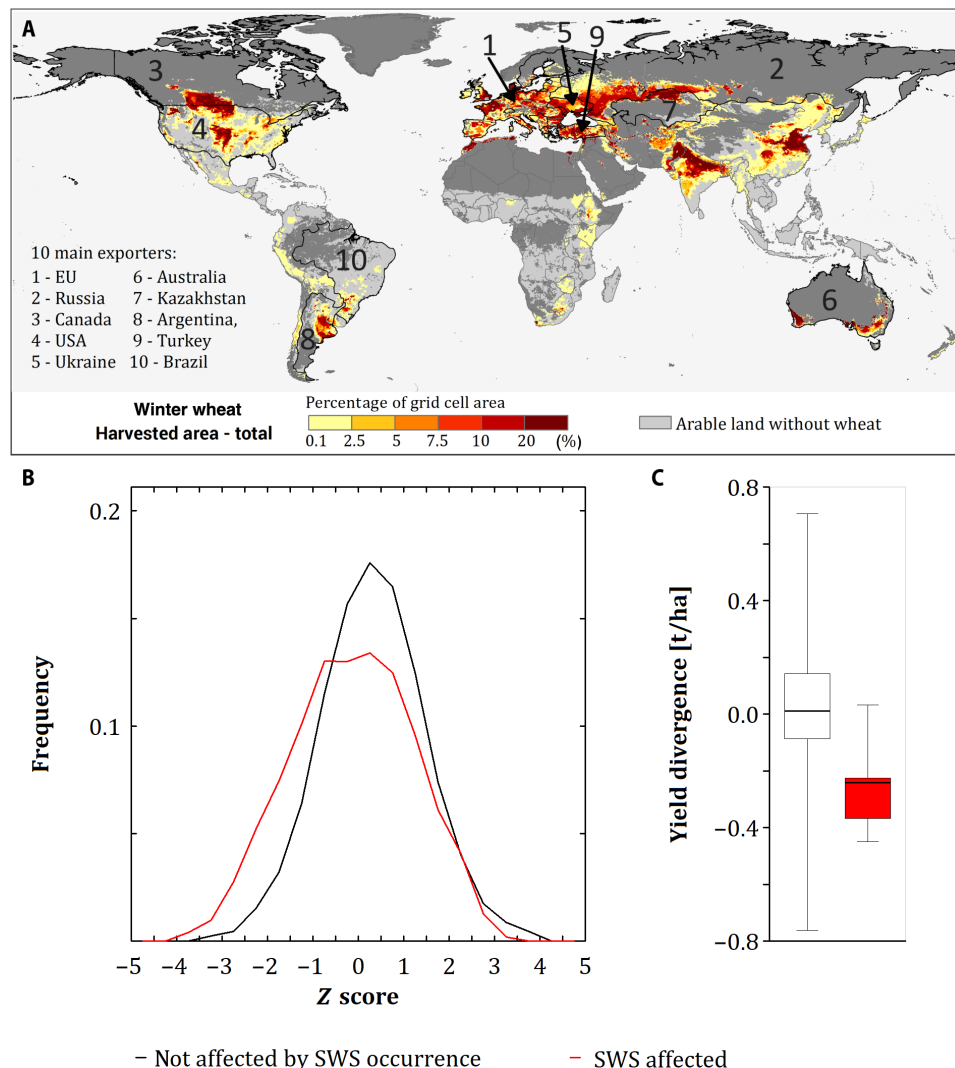 A
3
4
1
5
9
2
7
10
8
6
10 main exporters:
1 - EU 6 - Australia
2 - Russia 7 - Kazakhstan
3 - Canada 8 - Argentina,
4 - USA 9 - Turkey
5 - Ukraine 10 - Brazil
Winter wheat
Harvested area - total
Percentage of grid cell area
0.1 2.5 5 7.5 10 20 (%)
Arable land without wheat
B
0.2
0.1
Frequency
−5 −4 −3 −2 −1 0 1 2 3 4 5
Z score
C
0.8
0.4
0.0
−0.4
−0.8
Yield divergence [t/ha]
− Not affected by SWS occurrence
− SWS affected